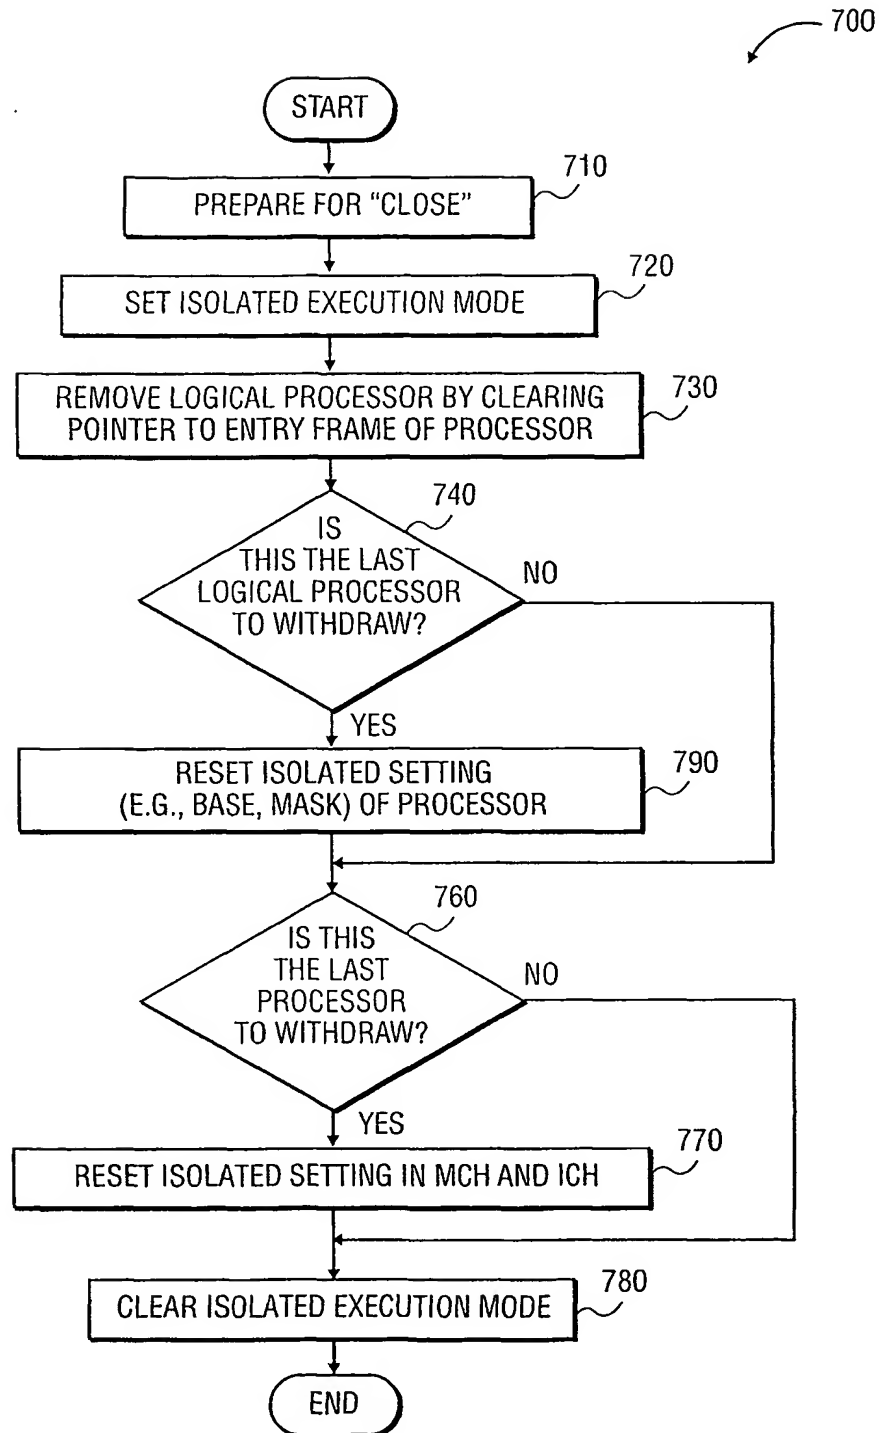 700
START
710
PREPARE FOR “CLOSE”
720
SET ISOLATED EXECUTION MODE
730
REMOVE LOGICAL PROCESSOR BY CLEARING
POINTER TO ENTRY FRAME OF PROCESSOR
740
IS
THIS THE LAST
LOGICAL PROCESSOR
TO WITHDRAW?
NO
YES
790
RESET ISOLATED SETTING
(E.G., BASE, MASK) OF PROCESSOR
760
IS THIS
THE LAST
PROCESSOR
TO WITHDRAW?
NO
YES
770
RESET ISOLATED SETTING IN MCH AND ICH
780
CLEAR ISOLATED EXECUTION MODE
END